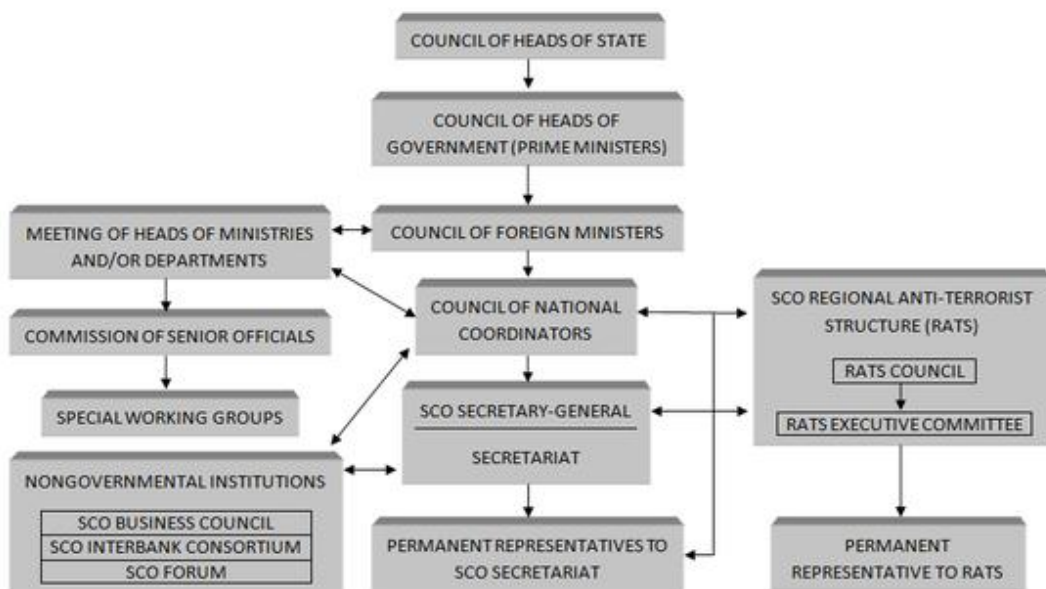 COUNCIL OF HEADS OF STATE
COUNCIL OF HEADS OF
GOVERNMENT (PRIME MINISTERS)
MEETING OF HEADS OF MINISTRIES
AND/OR DEPARTMENTS
COUNCIL OF FOREIGN MINISTERS
COMMISSION OF SENIOR OFFICIALS
COUNCIL OF NATIONAL
COORDINATORS
SCO REGIONAL ANTI-TERRORIST
STRUCTURE (RATS)
RATS COUNCIL
RATS EXECUTIVE COMMITTEE
SPECIAL WORKING GROUPS
SCO SECRETARY-GENERAL
SECRETARIAT
NONGOVERNMENTAL INSTITUTIONS
SCO BUSINESS COUNCIL
SCO INTERBANK CONSORTIUM
SCO FORUM
PERMANENT REPRESENTATIVES TO
SCO SECRETARIAT
PERMANENT
REPRESENTATIVE TO RATS